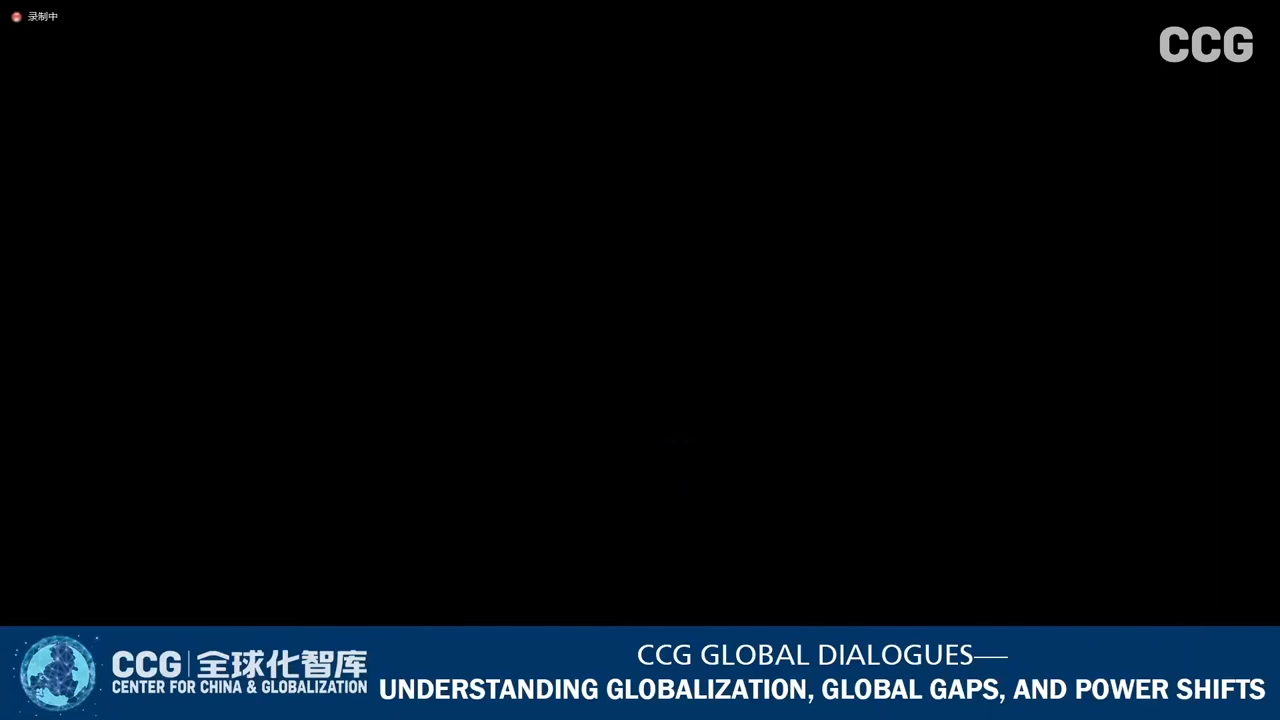 录制中
CCG
CCG GLOBAL DIALOGUES—
CCG 全球化智库
CENTER FOR CHINA & GLOBALIZATION
UNDERSTANDING GLOBALIZATION, GLOBAL GAPS, AND POWER SHIFTS